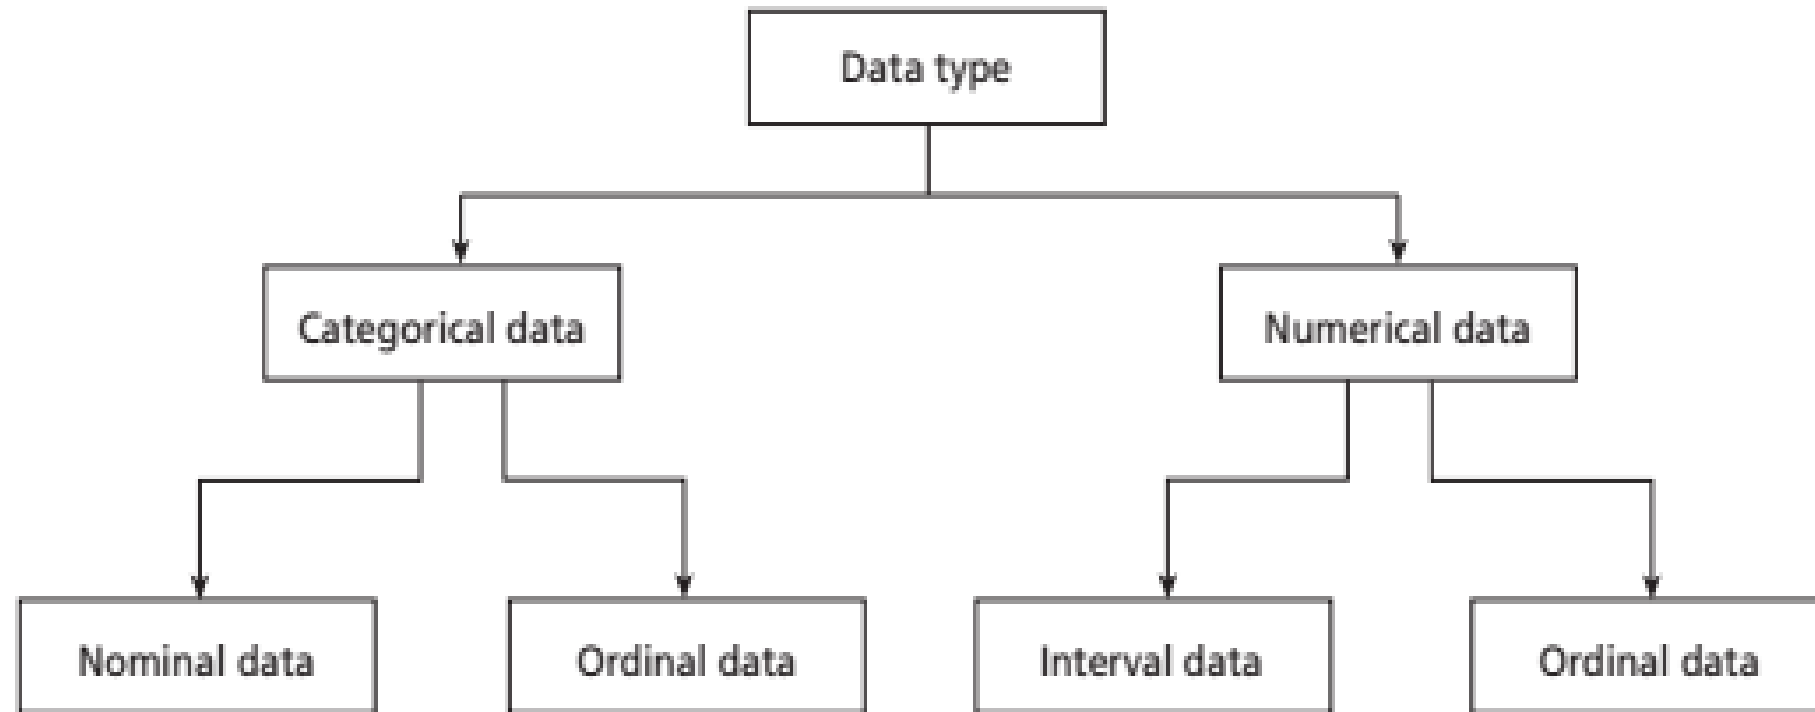 Data type
Categorical data
Numerical data
Nominal data
Ordinal data
Interval data
Ordinal data